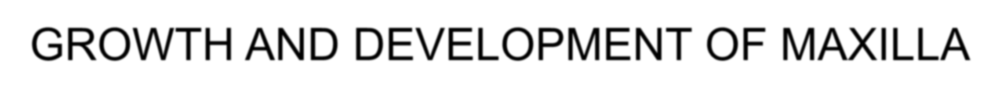 GROWTH AND DEVELOPMENT OF MAXILLA